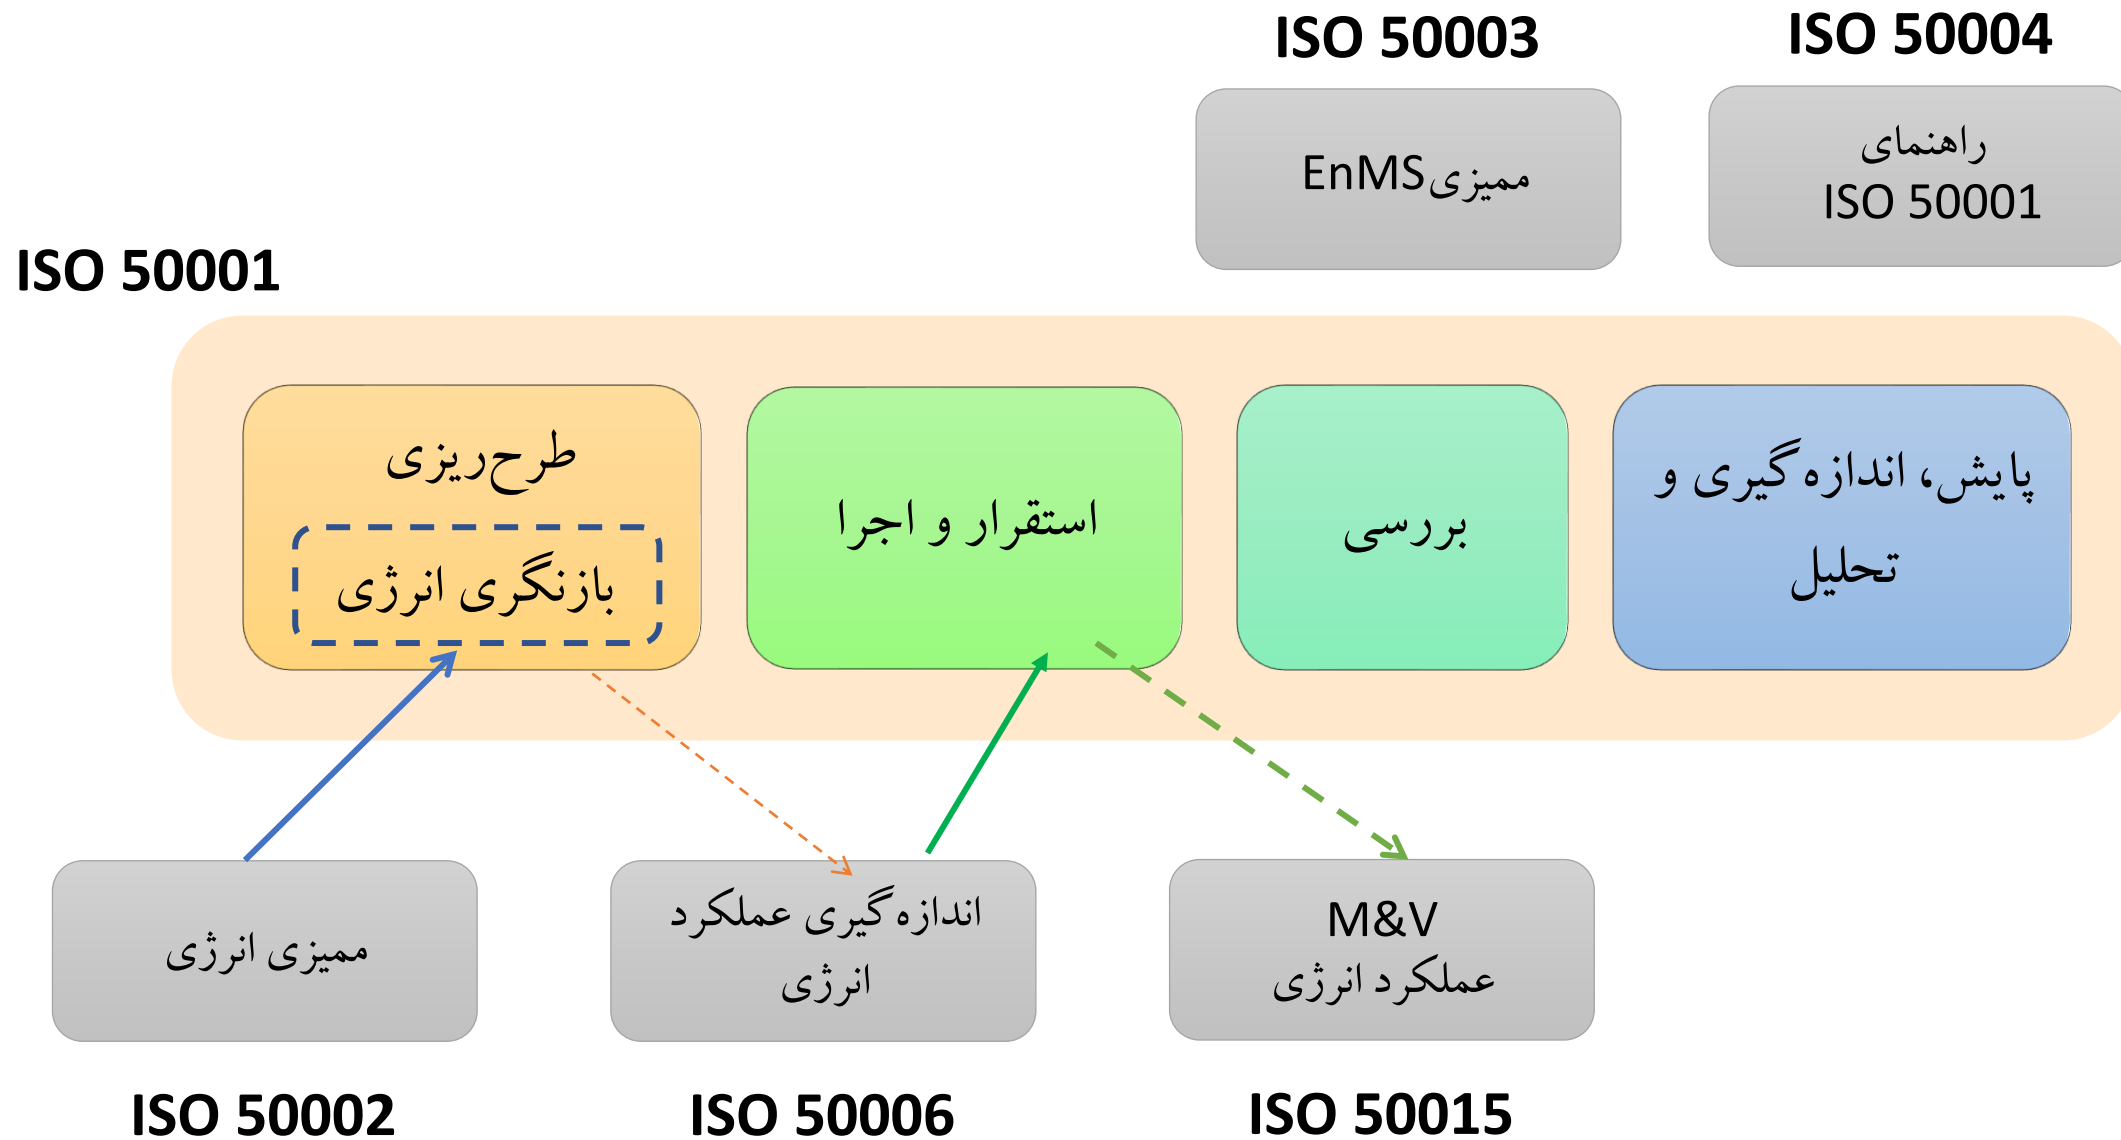 ISO 50003
ISO 50004
ممیزی EnMS
راهنمای
ISO 50001
ISO 50001
طرح‌ریزی
بازنگری انرژی
استقرار و اجرا
بررسی
پایش، اندازه‌گیری و
تحلیل
ممیزی انرژی
اندازه‌گیری عملکرد
انرژی
M&V
عملکرد انرژی
ISO 50002
ISO 50006
ISO 50015